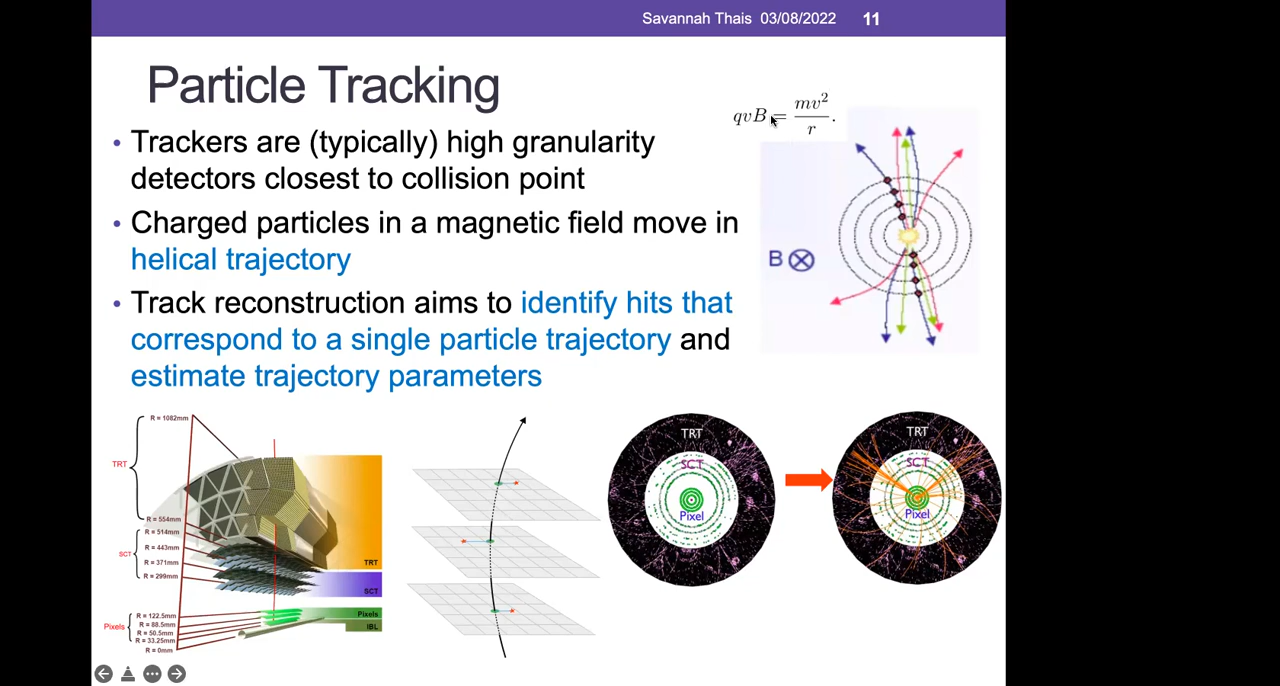 Savannah Thais 03/08/2022 11
Particle Tracking
qvB = mv²/r.
• Trackers are (typically) high granularity
detectors closest to collision point
• Charged particles in a magnetic field move in
helical trajectory
• Track reconstruction aims to identify hits that
correspond to a single particle trajectory and
estimate trajectory parameters
B
R = 1082mm
TRT
R = 554mm
R = 514mm
SCT
R = 443mm
R = 371mm
R = 299mm
R = 122.5mm
Pixels
R = 88.5mm
R = 50.5mm
R = 33.25mm
R = 0mm
TRT
SCT
Pixels
IBL
TRT
SCT
Pixel
TRT
SCT
Pixel